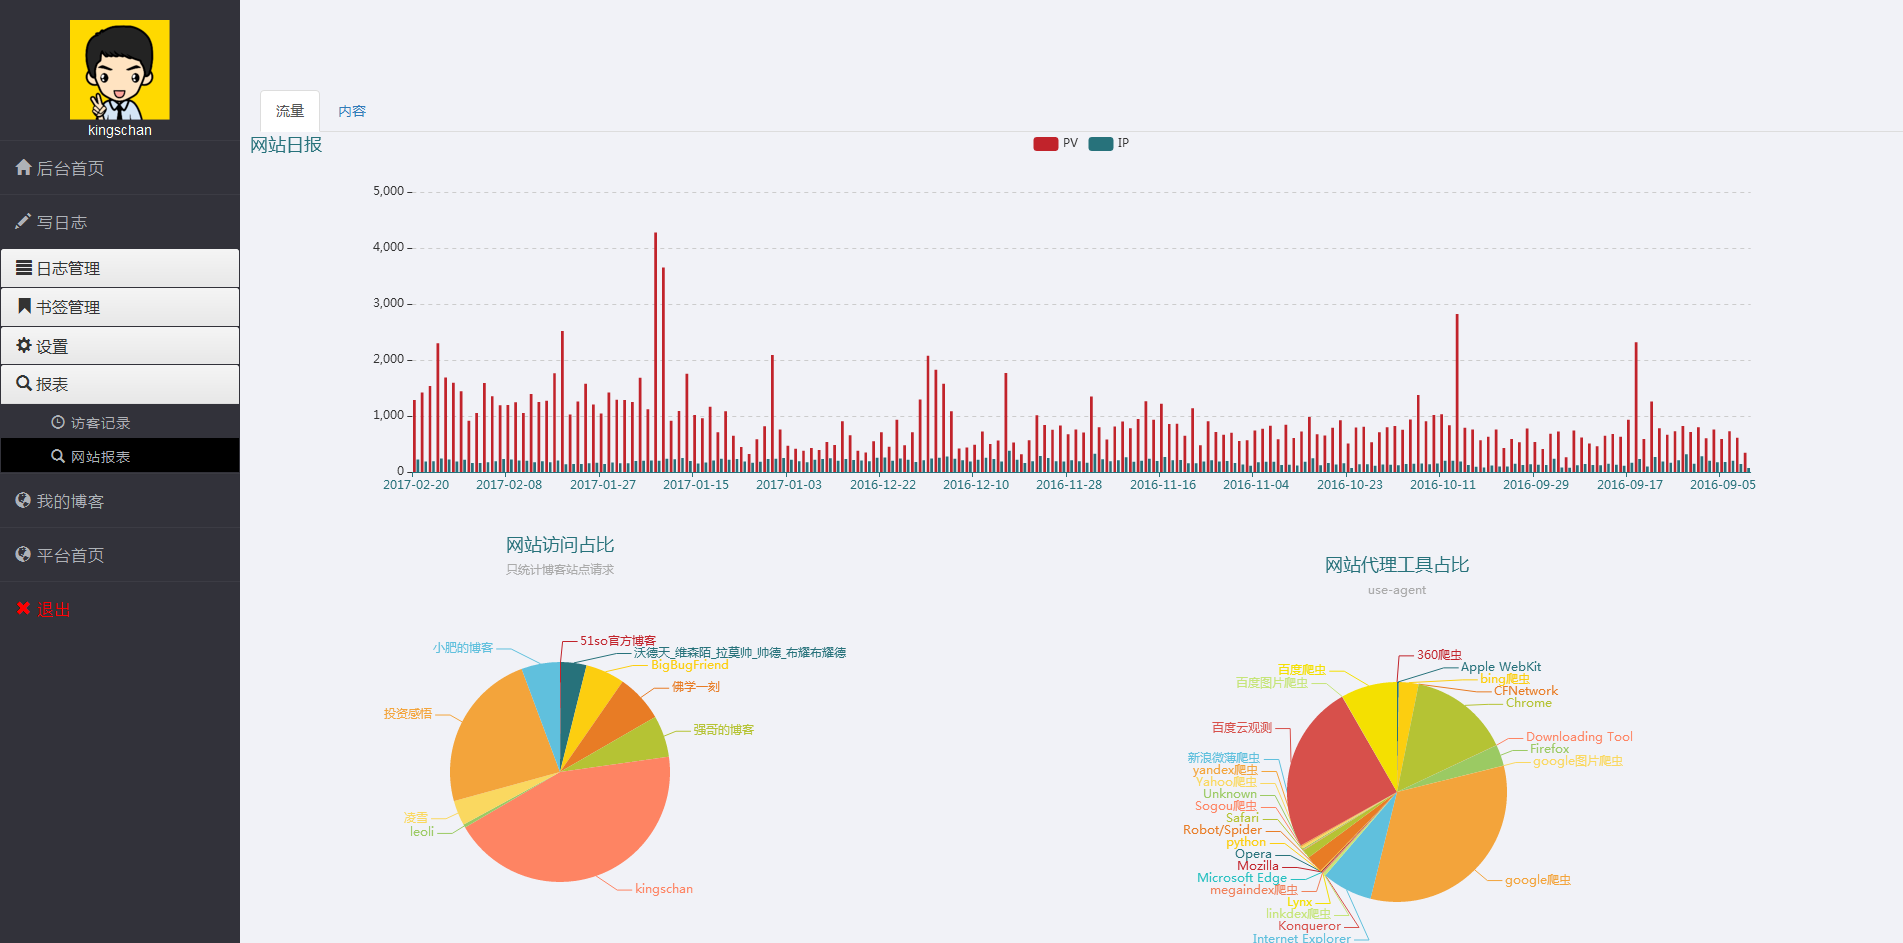 kingschan
后台首页
写日志
日志管理
书签管理
设置
报表
访客记录
网站报表
我的博客
平台首页
退出
流量 内容
网站日报
PV IP
5,000
4,000
3,000
2,000
1,000
0
2017-02-20 2017-02-08 2017-01-27 2017-01-15 2017-01-03 2016-12-22 2016-12-10 2016-11-28 2016-11-16 2016-11-04 2016-10-23 2016-10-11 2016-09-29 2016-09-17 2016-09-05
网站访问占比
只统计博客站点请求
51so官方博客
沃德天_维森陌_拉莫帅_帅德_布耀布耀德
BigBugFriend
佛学一刻
强哥的博客
kingschan
leoli
凌雪
投资感悟
小肥的博客
网站代理工具占比
use-agent
360爬虫
Apple WebKit
bing爬虫
CFNetwork
Chrome
Downloading Tool
Firefox
google图片爬虫
google爬虫
Internet Explorer
Konqueror
linkdex爬虫
Lynx
megaindex爬虫
Microsoft Edge
Mozilla
Opera
python
Robot/Spider
Safari
Sogou爬虫
Unknown
Yahoo爬虫
yandex爬虫
新浪微薄爬虫
百度云观测
百度图片爬虫
百度爬虫